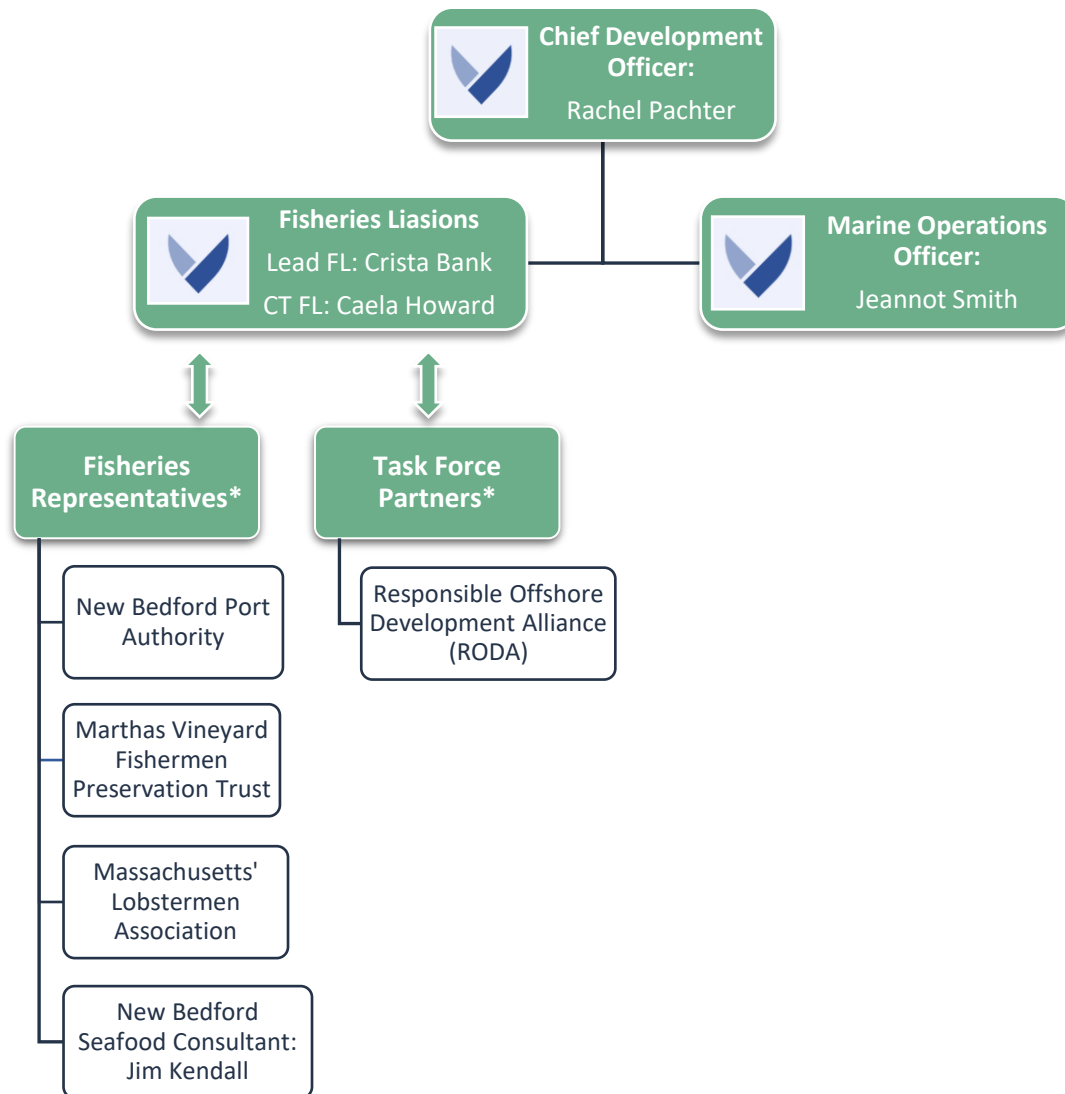 Chief Development
Officer:
Rachel Pachter
Fisheries Liasions
Lead FL: Crista Bank
CT FL: Caela Howard
Marine Operations
Officer:
Jeannot Smith
Fisheries
Representatives*
Task Force
Partners*
New Bedford Port
Authority
Responsible Offshore
Development Alliance
(RODA)
Marthas Vineyard
Fishermen
Preservation Trust
Massachusetts'
Lobstermen
Association
New Bedford
Seafood Consultant:
Jim Kendall